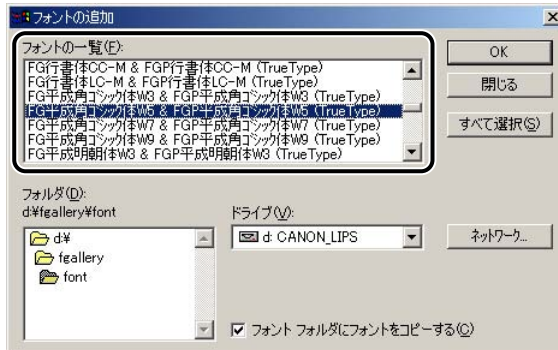 フォントの追加
フォントの一覧(F):
FG行書体CC-M & FGP行書体CC-M (TrueType)
FG行書体LC-M & FGP行書体LC-M (TrueType)
FG平成角ｺﾞｼｯｸ体W3 & FGP平成角ｺﾞｼｯｸ体W3 (TrueType)
FG平成角ｺﾞｼｯｸ体W5 & FGP平成角ｺﾞｼｯｸ体W5 (TrueType)
FG平成角ｺﾞｼｯｸ体W7 & FGP平成角ｺﾞｼｯｸ体W7 (TrueType)
FG平成角ｺﾞｼｯｸ体W9 & FGP平成角ｺﾞｼｯｸ体W9 (TrueType)
FG平成明朝体W3 & FGP平成明朝体W3 (TrueType)
OK
閉じる
すべて選択(S)
フォルダ(D):
d:¥fgallery¥font
d:¥
fgallery
font
ドライブ(V):
d: CANON_LIPS
ﾈｯﾄﾜｰｸ...
フォント フォルダにフォントをコピーする(C)